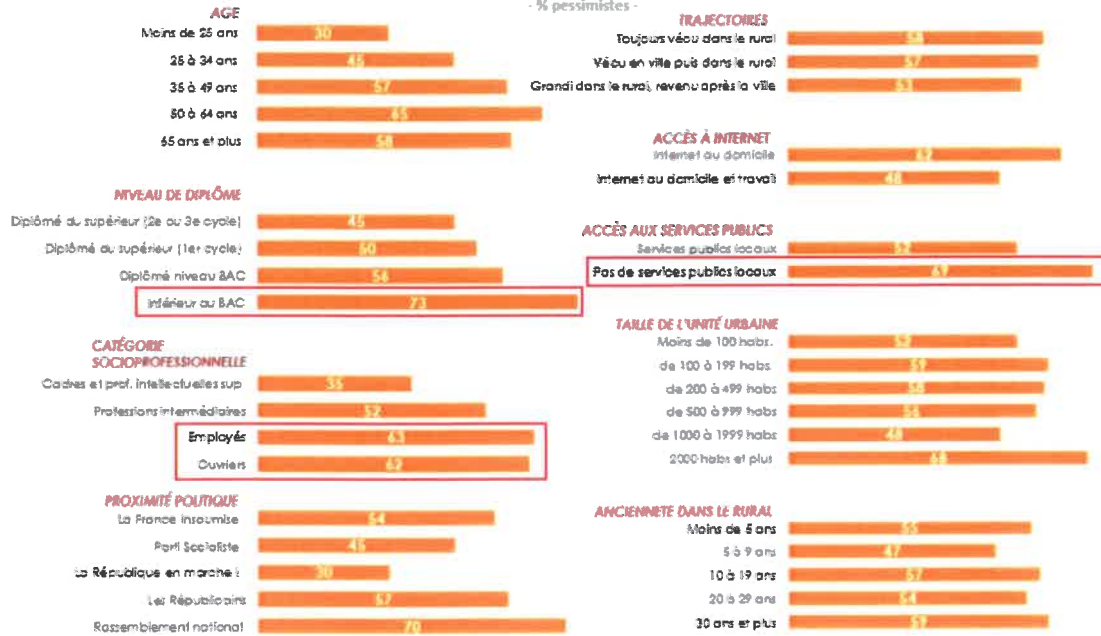 - % pessimistes -
AGE
Moins de 25 ans 30
25 à 34 ans 45
35 à 49 ans 57
50 à 64 ans 65
65 ans et plus 58
NIVEAU DE DIPLÔME
Diplômé du supérieur (2e ou 3e cycle) 45
Diplômé du supérieur (1er cycle) 50
Diplômé niveau BAC 56
Inférieur au BAC 73
CATÉGORIE
SOCIOPROFESSIONNELLE
Cadres et prof. intellectuelles sup 35
Professions intermédiaires 52
Employés 63
Ouvriers 62
PROXIMITÉ POLITIQUE
La France Insoumise 54
Parti Socialiste 45
La République en marche ! 30
Les Républicains 57
Rassemblement national 70
TRAJECTOIRES
Toujours vécu dans le rural 58
Vécu en ville puis dans le rural 57
Grandi dans le rural, revenu après la ville 53
ACCÈS À INTERNET
Internet au domicile 62
Internet au domicile et travail 48
ACCÈS AUX SERVICES PUBLICS
Services publics locaux 52
Pas de services publics locaux 69
TAILLE DE L'UNITÉ URBAINE
Moins de 100 habs. 52
de 100 à 199 habs. 59
de 200 à 499 habs 58
de 500 à 999 habs 56
de 1000 à 1999 habs 48
2000 habs et plus 68
ANCIENNETÉ DANS LE RURAL
Moins de 5 ans 55
5 à 9 ans 47
10 à 19 ans 57
20 à 29 ans 54
30 ans et plus 59